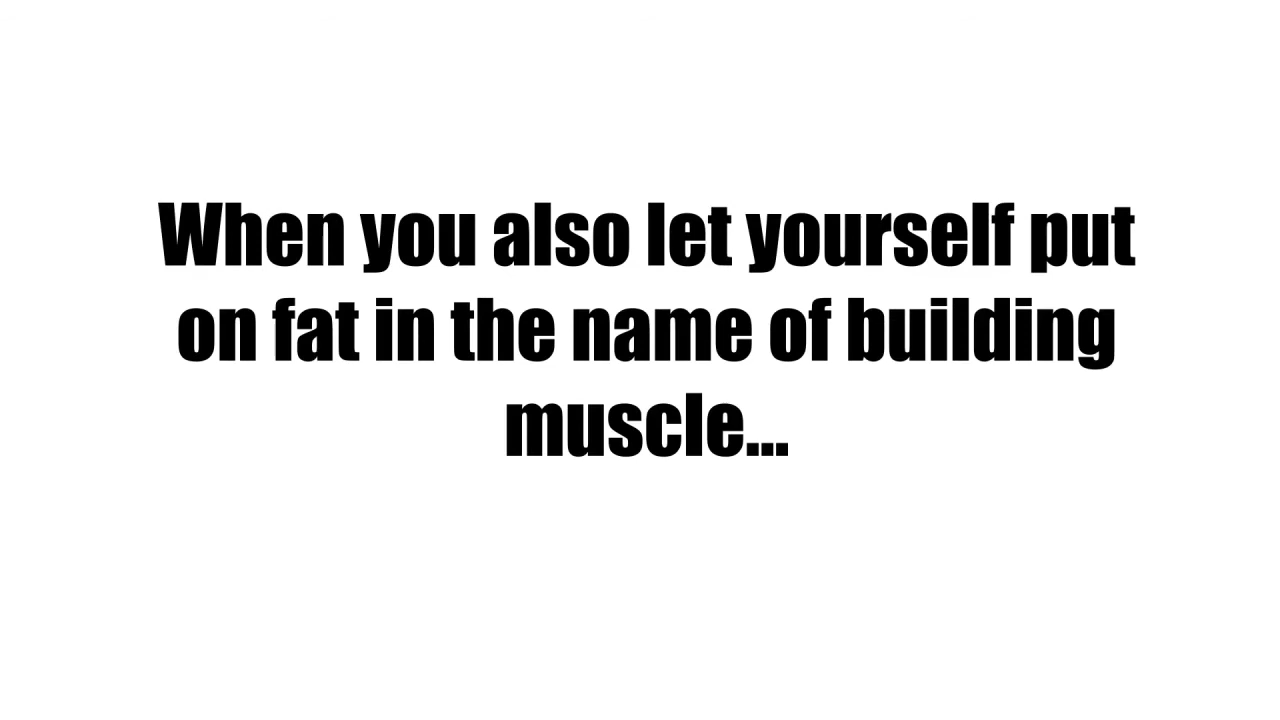 When you also let yourself put
on fat in the name of building
muscle...